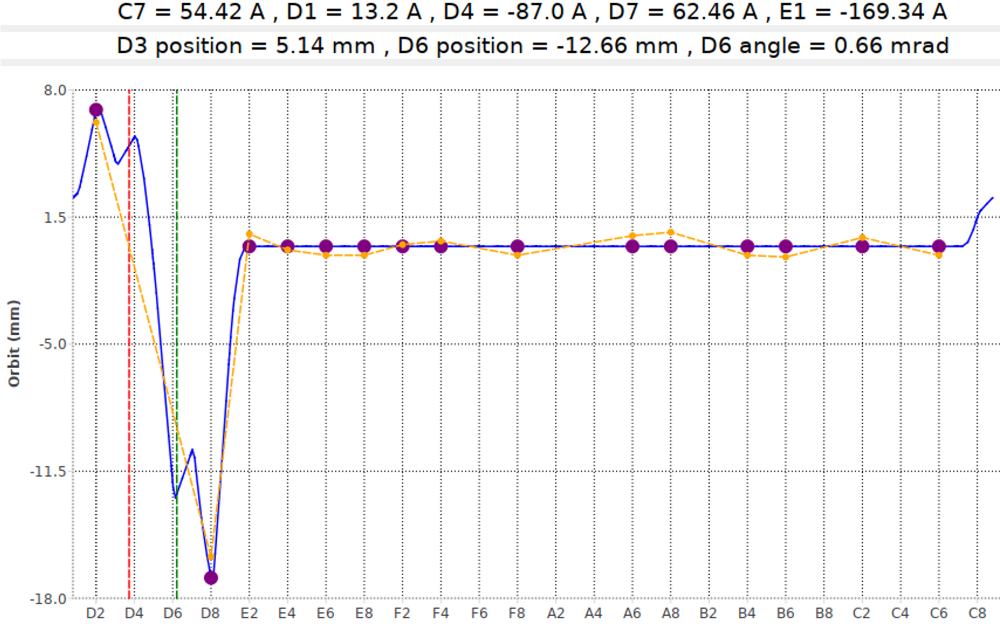 C7 = 54.42 A , D1 = 13.2 A , D4 = -87.0 A , D7 = 62.46 A , E1 = -169.34 A
D3 position = 5.14 mm , D6 position = -12.66 mm , D6 angle = 0.66 mrad
8.0
1.5
-5.0
-11.5
-18.0
Orbit (mm)
D2 D4 D6 D8 E2 E4 E6 E8 F2 F4 F6 F8 A2 A4 A6 A8 B2 B4 B6 B8 C2 C4 C6 C8